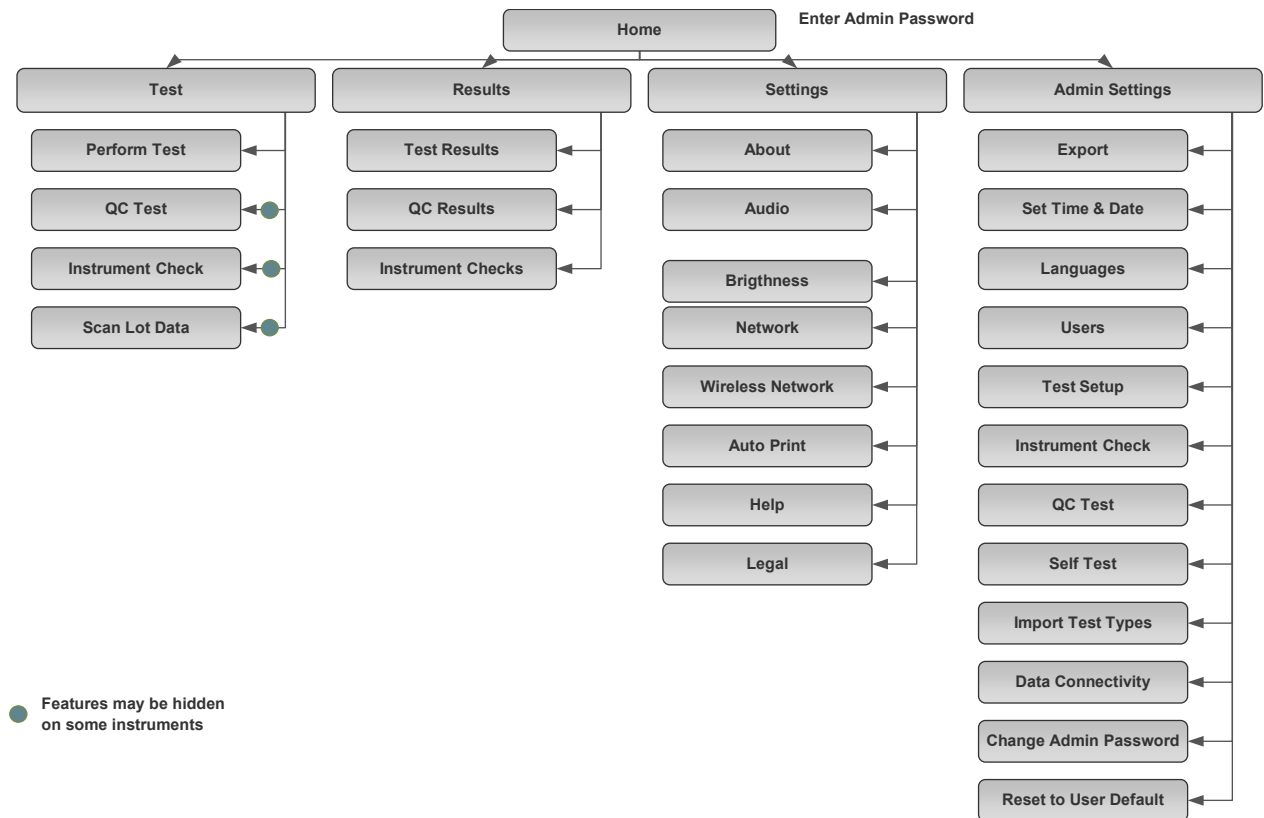 Home
Enter Admin Password
Test
Perform Test
QC Test
Instrument Check
Scan Lot Data
Results
Test Results
QC Results
Instrument Checks
Settings
About
Audio
Brigthness
Network
Wireless Network
Auto Print
Help
Legal
Admin Settings
Export
Set Time & Date
Languages
Users
Test Setup
Instrument Check
QC Test
Self Test
Import Test Types
Data Connectivity
Change Admin Password
Reset to User Default
Features may be hidden
on some instruments